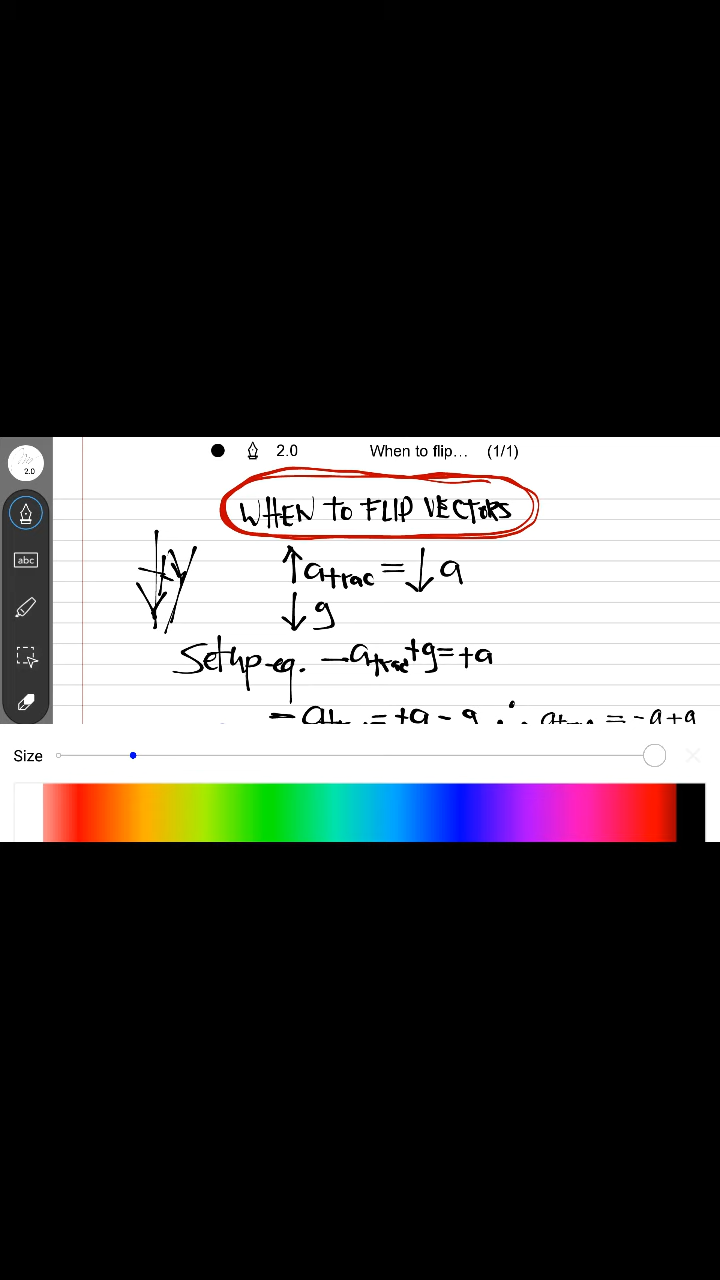 2.0 When to flip... (1/1)
2.0
WHEN TO FLIP VECTORS
↑ atrac = ↓ a
abc
↓ g
Setup eq. -atrac+g=+a
= +a - g ∴ = -a+g
Size